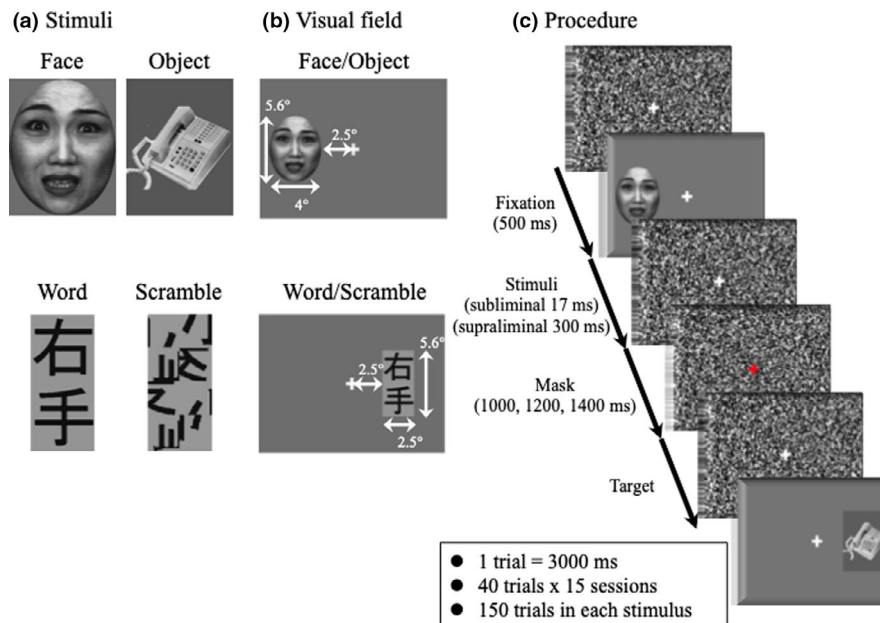 (a) Stimuli
Face
Object
Word
Scramble
右
手
(b) Visual field
Face/Object
5.6°
2.5°
4°
Word/Scramble
2.5°
右
手
5.6°
2.5°
(c) Procedure
Fixation
(500 ms)
Stimuli
(subliminal 17 ms)
(supraliminal 300 ms)
Mask
(1000, 1200, 1400 ms)
Target
● 1 trial = 3000 ms
● 40 trials x 15 sessions
● 150 trials in each stimulus